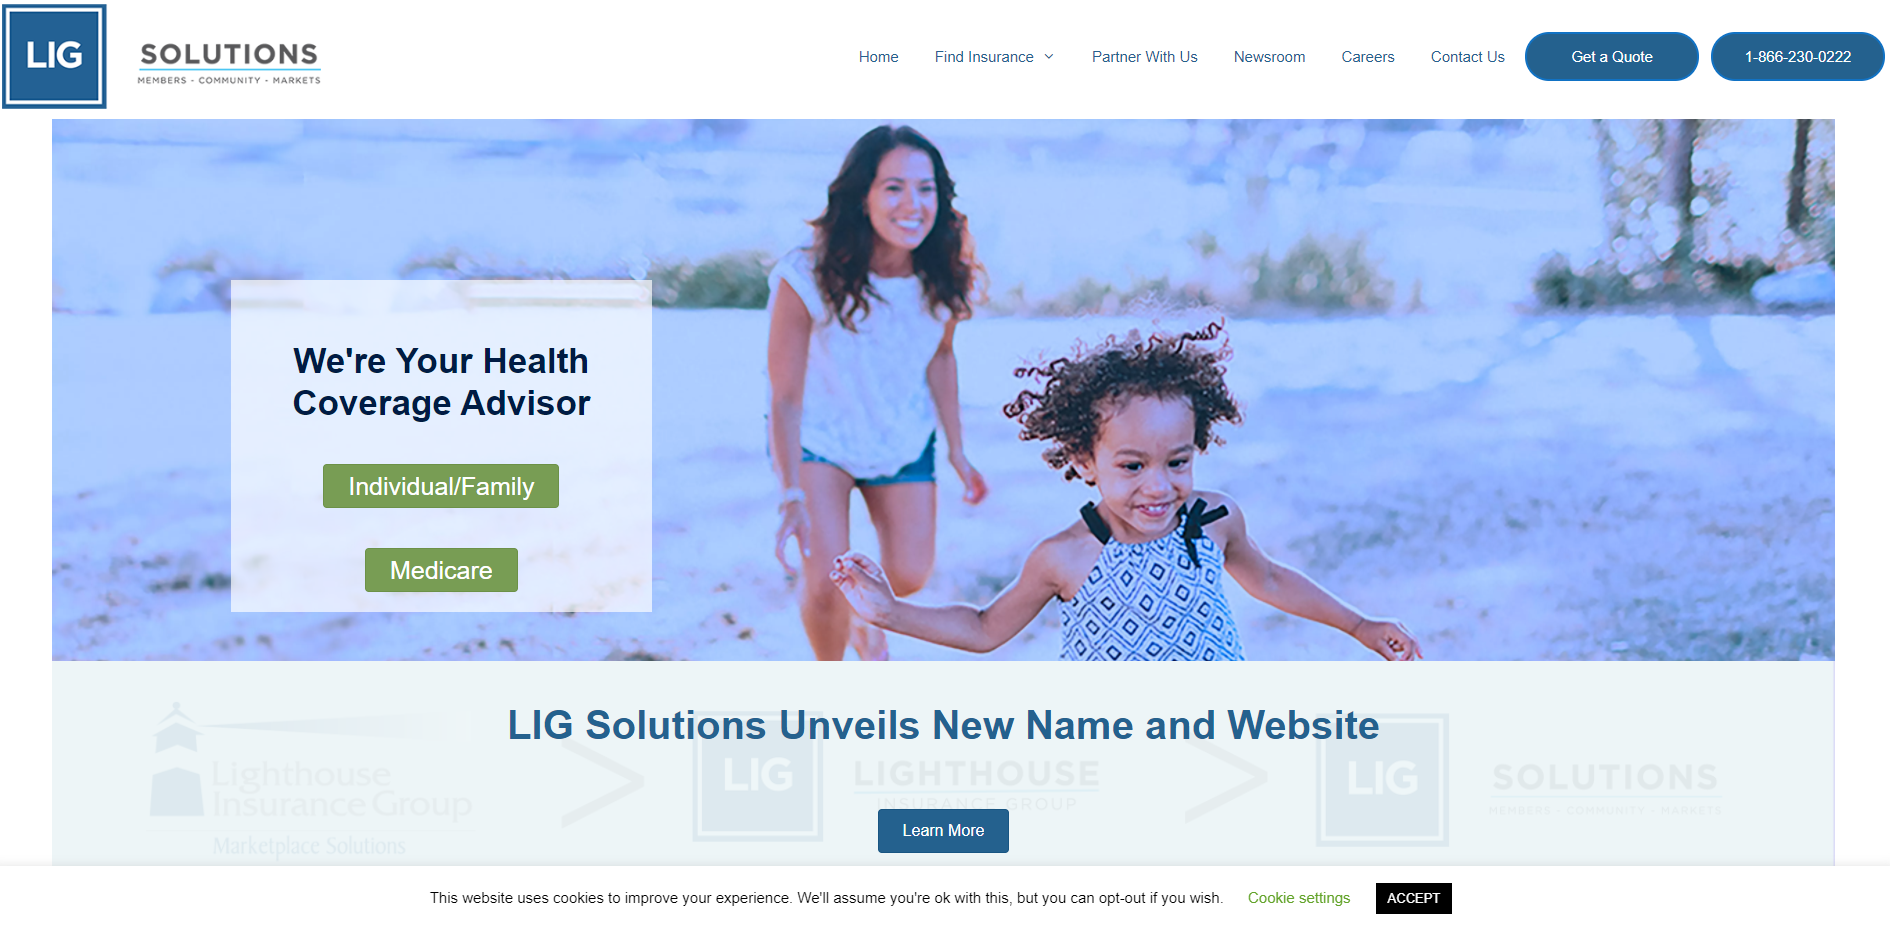 LIG
SOLUTIONS
MEMBERS - COMMUNITY - MARKETS
Home
Find Insurance
Partner With Us
Newsroom
Careers
Contact Us
Get a Quote
1-866-230-0222
We're Your Health
Coverage Advisor
Individual/Family
Medicare
LIG Solutions Unveils New Name and Website
Lighthouse
Insurance Group
Marketplace Solutions
>
LIG
LIGHTHOUSE
INSURANCE GROUP
>
LIG
SOLUTIONS
MEMBERS - COMMUNITY - MARKETS
Learn More
This website uses cookies to improve your experience. We'll assume you're ok with this, but you can opt-out if you wish.
Cookie settings
ACCEPT